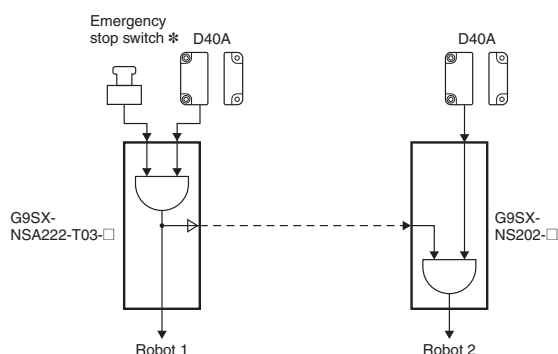 Emergency
stop switch ✻
D40A
D40A
G9SX-
NSA222-T03-□
G9SX-
NS202-□
Robot 1
Robot 2